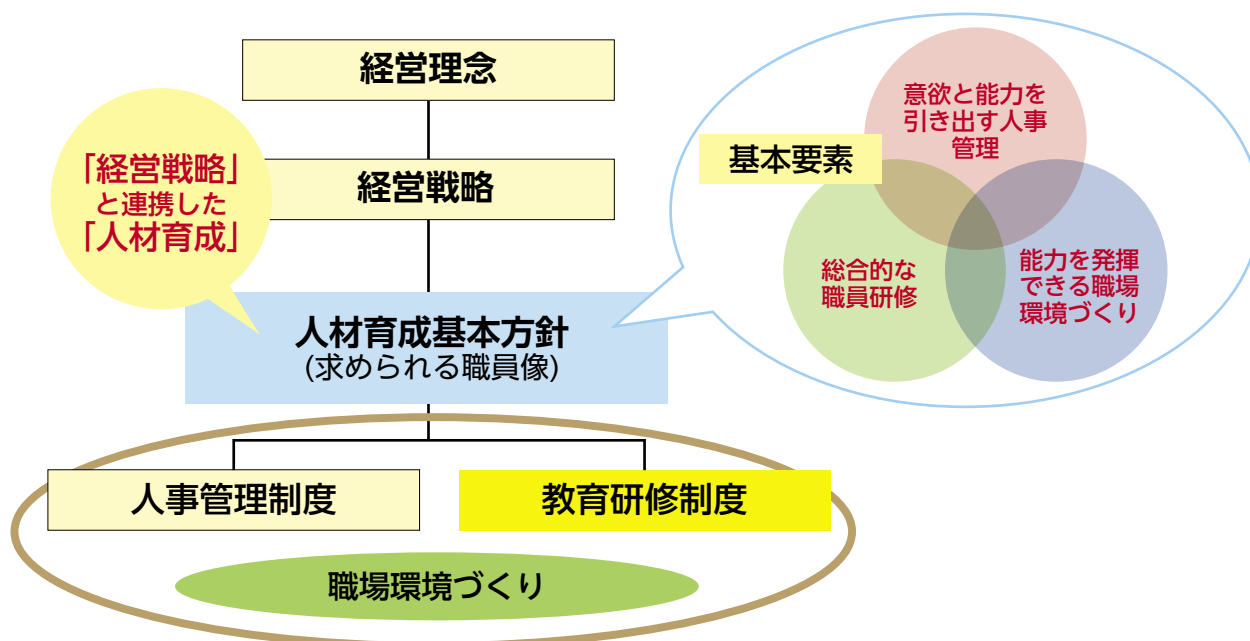 経営理念
経営戦略
「経営戦略」
と連携した
「人材育成」
基本要素
意欲と能力を
引き出す人事
管理
総合的な
職員研修
能力を発揮
できる職場
環境づくり
人材育成基本方針
(求められる職員像)
人事管理制度
教育研修制度
職場環境づくり